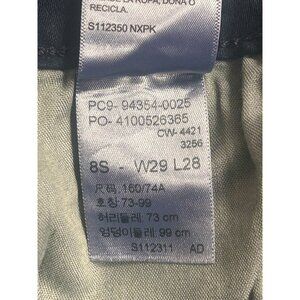 ROPA, DONA O
RECICLA.
S112350 NXPK
PC9- 94354-0025
PO- 4100526365
CW- 4421
3256
8S - W29 L28
尺码: 160/74A
호칭: 73-99
허리둘레: 73 cm
엉덩이둘레: 99 cm
S112311 AD